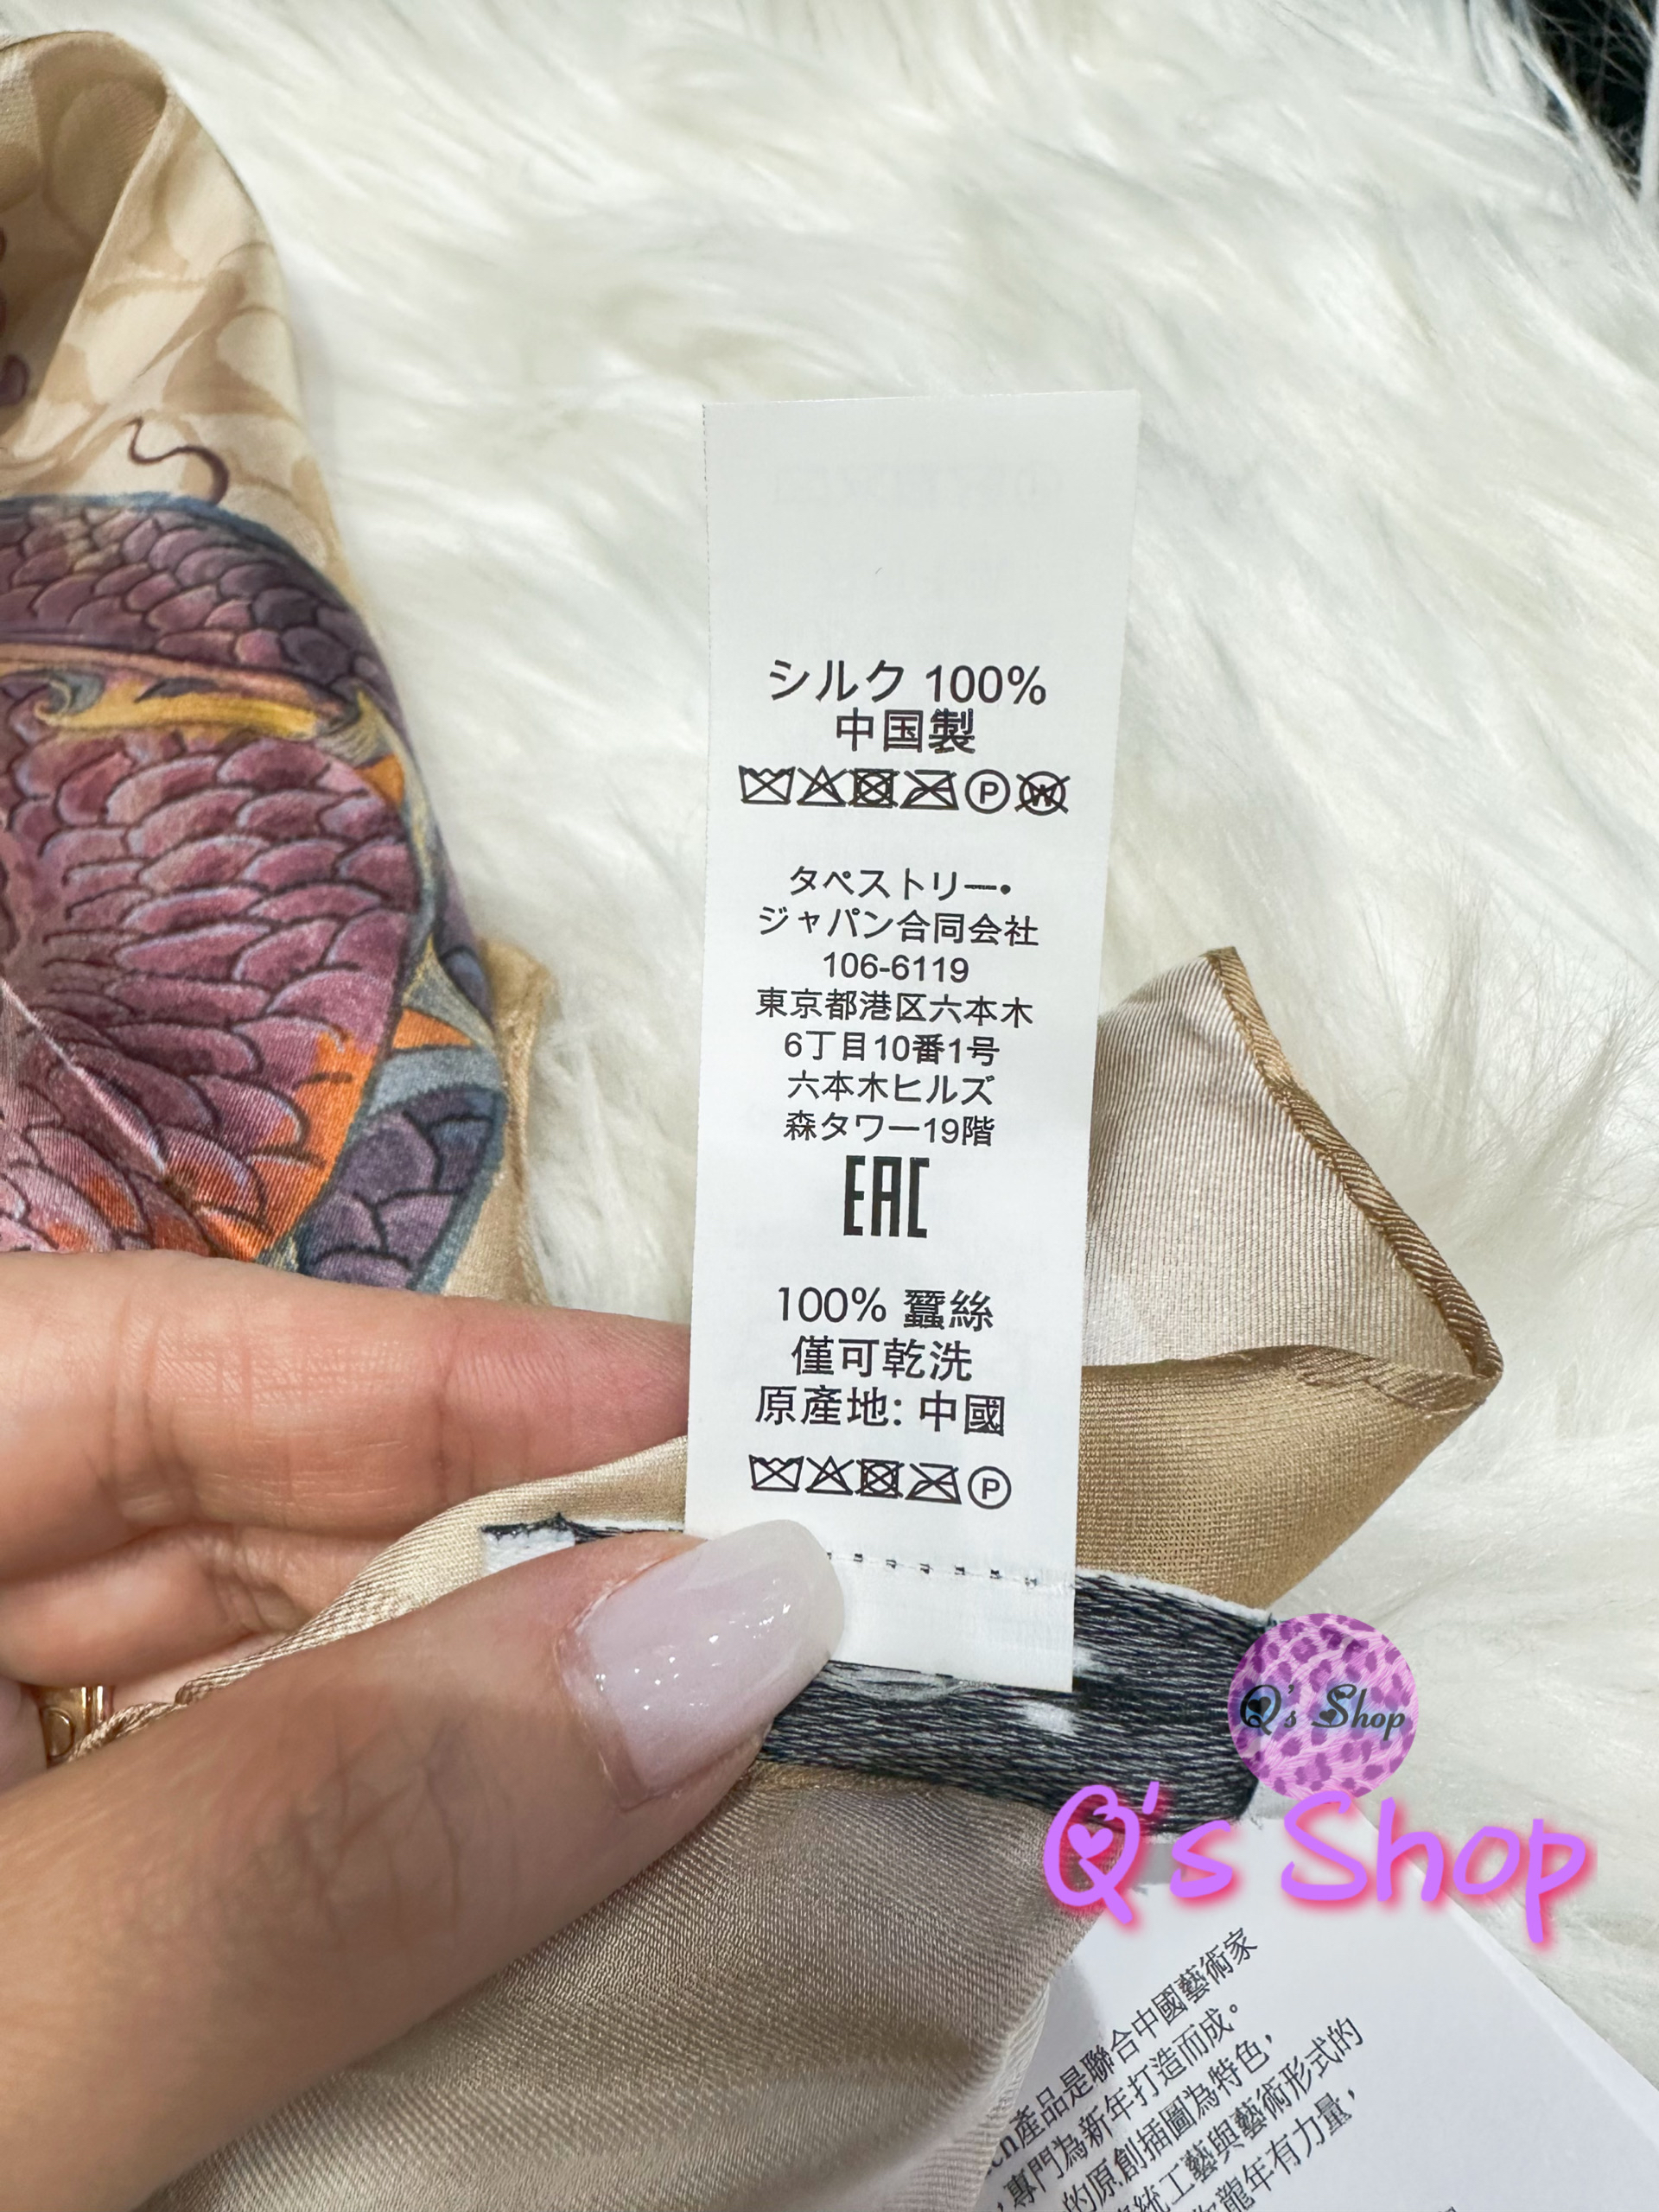 シルク 100%
中国製
P W
タペストリー・
ジャパン合同会社
106-6119
東京都港区六本木
6丁目10番1号
六本木ヒルズ
森タワー19階
EAC
100% 蠶絲
僅可乾洗
原產地: 中國
P
Q's Shop
Q's Shop
產品是聯合中國藝術家
,專門為新年打造而成。
的原創插圖為特色,
統工藝與藝術形式的
龍年有力量,